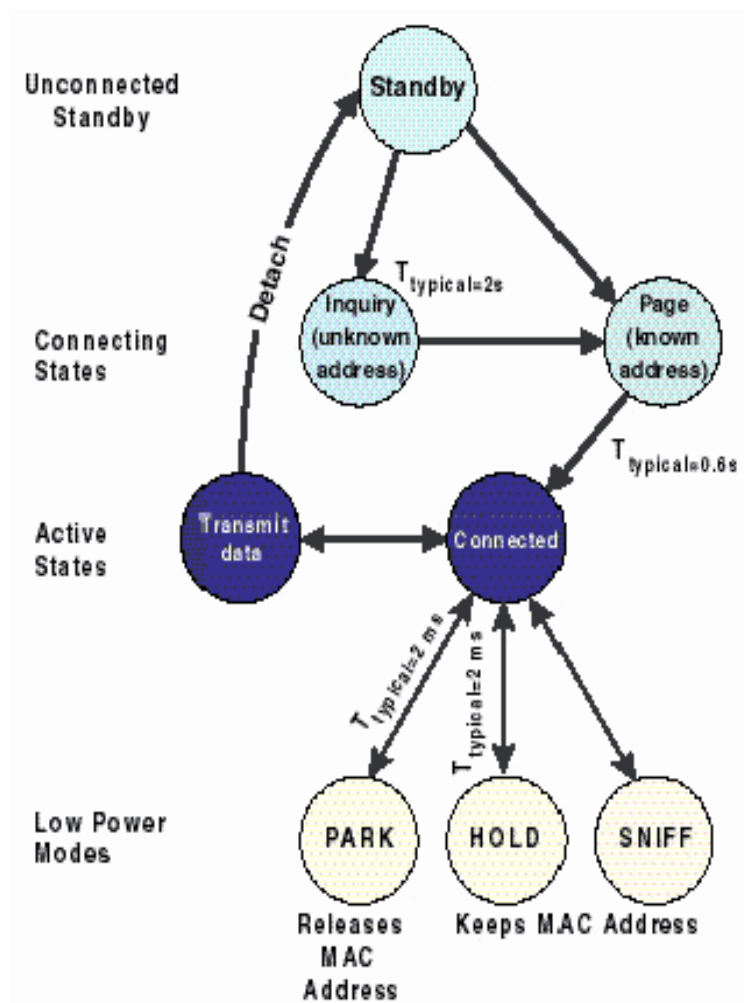 Unconnected
Standby
Standby
Detach
T typical=2s
Inquiry
(unknown
address)
Page
(known
address)
Connecting
States
T typical=0.6s
Active
States
Transmit
data
Connected
T typical=2 ms
T typical=2 ms
Low Power
Modes
PARK
HOLD
SNIFF
Releases
MAC
Address
Keeps MAC Address